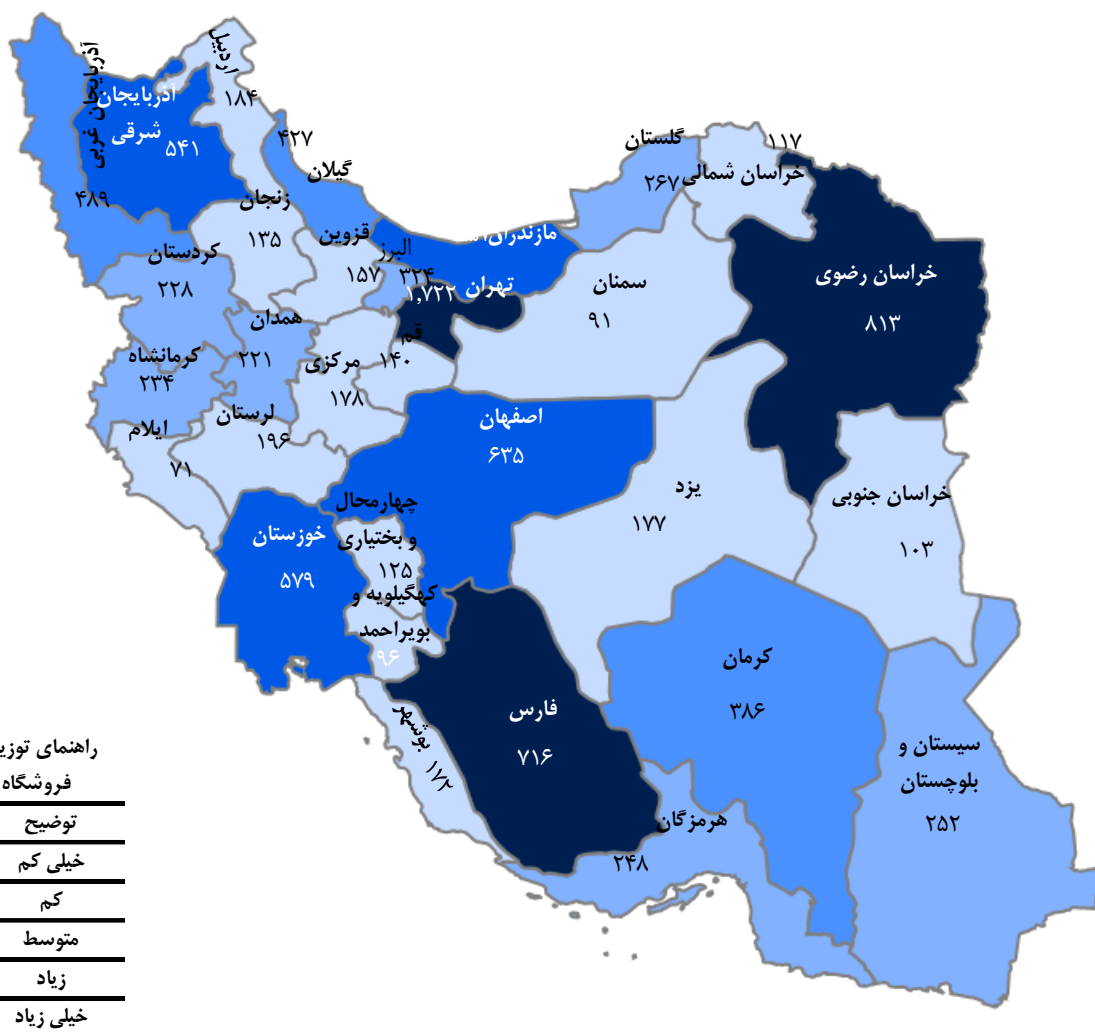 اردبیل
۱۸۴
آذربایجان غربی
۴۸۹
آذربایجان
شرقی
۵۴۱
۴۲۷
گیلان
زنجان
۱۳۵
گلستان
۲۶۷
۱۱۷
خراسان شمالی
مازندران
قزوین
۱۵۷
البرز
۳۲۴
تهران
۱,۷۲۲
کردستان
۲۲۸
سمنان
۹۱
خراسان رضوی
۸۱۳
همدان
۲۲۱
کرمانشاه
۲۳۴
مرکزی
۱۷۸
قم
۱۴۰
لرستان
۱۹۶
ایلام
۷۱
اصفهان
۶۳۵
یزد
۱۷۷
خراسان جنوبی
۱۰۳
خوزستان
۵۷۹
چهارمحال
و بختیاری
۱۲۵
کهگیلویه و
بویراحمد
۹۶
کرمان
۳۸۶
فارس
۷۱۶
بوشهر
۱۷۲
سیستان و
بلوچستان
۲۵۲
هرمزگان
۲۴۸
راهنمای توزی
فروشگاه
توضیح
خیلی کم
کم
متوسط
زیاد
خیلی زیاد